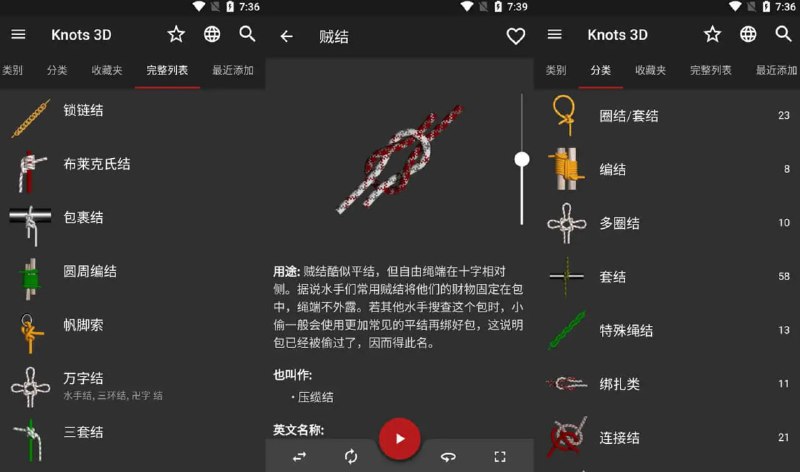 7:36
Knots 3D
类别 分类 收藏夹 完整列表 最近添加
锁链结
布莱克氏结
包裹结
圆周编结
帆脚索
万字结
水手结, 三环结, 卍字 结
三套结
7:39
贼结
用途: 贼结酷似平结，但自由绳端在十字相对
侧。据说水手们常用贼结将他们的财物固定在包
中，绳端不外露。若其他水手搜查这个包时，小
偷一般会使用更加常见的平结再绑好包，这说明
包已经被偷过了，因而得此名。
也叫作:
· 压缆结
英文名称:
7:36
Knots 3D
类别 分类 收藏夹 完整列表 最近添加
圈结/套结 23
编结 8
多圈结 10
套结 58
特殊绳结 13
绑扎类 11
连接结 21